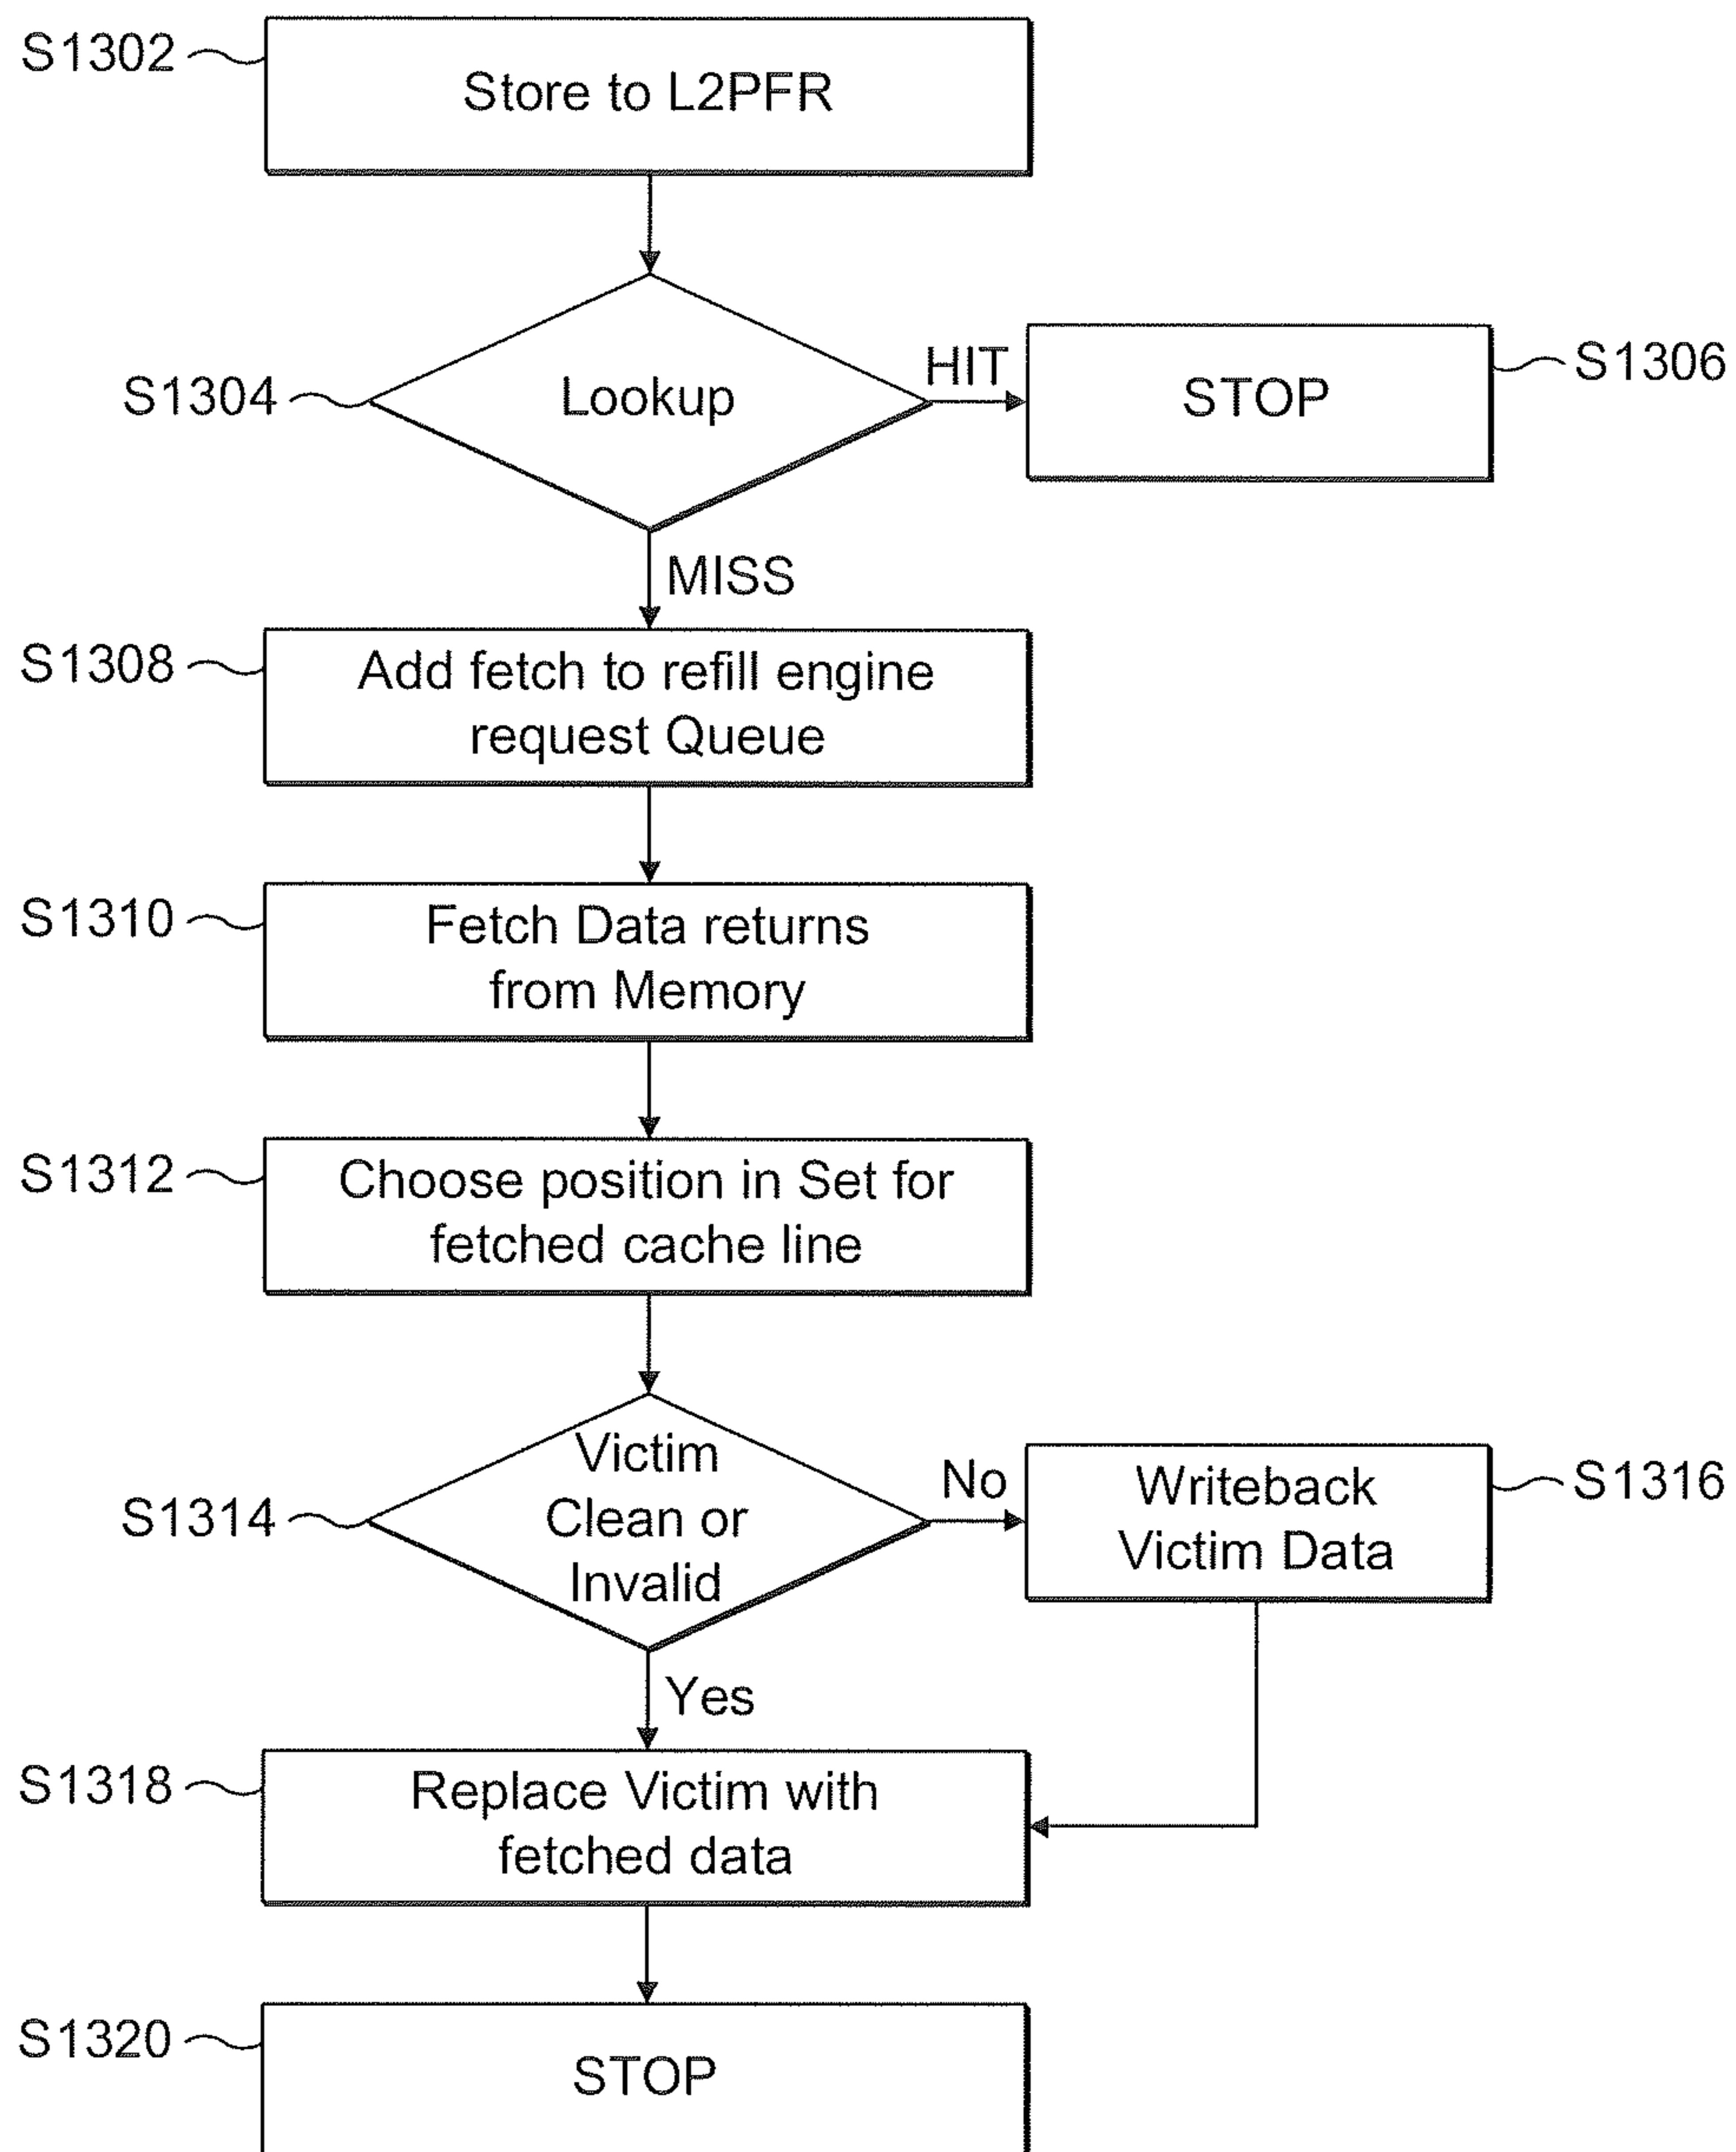 S1302
Store to L2PFR
S1304
Lookup
HIT
STOP
S1306
MISS
S1308
Add fetch to refill engine
request Queue
S1310
Fetch Data returns
from Memory
S1312
Choose position in Set for
fetched cache line
S1314
Victim
Clean or
Invalid
No
Writeback
Victim Data
S1316
Yes
S1318
Replace Victim with
fetched data
S1320
STOP